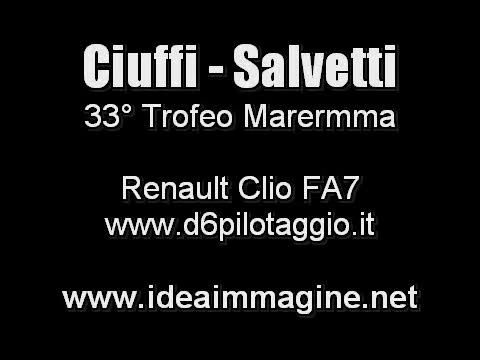 Ciuffi - Salvetti
33° Trofeo Marermma
Renault Clio FA7
www.d6pilotaggio.it
www.ideaimmagine.net